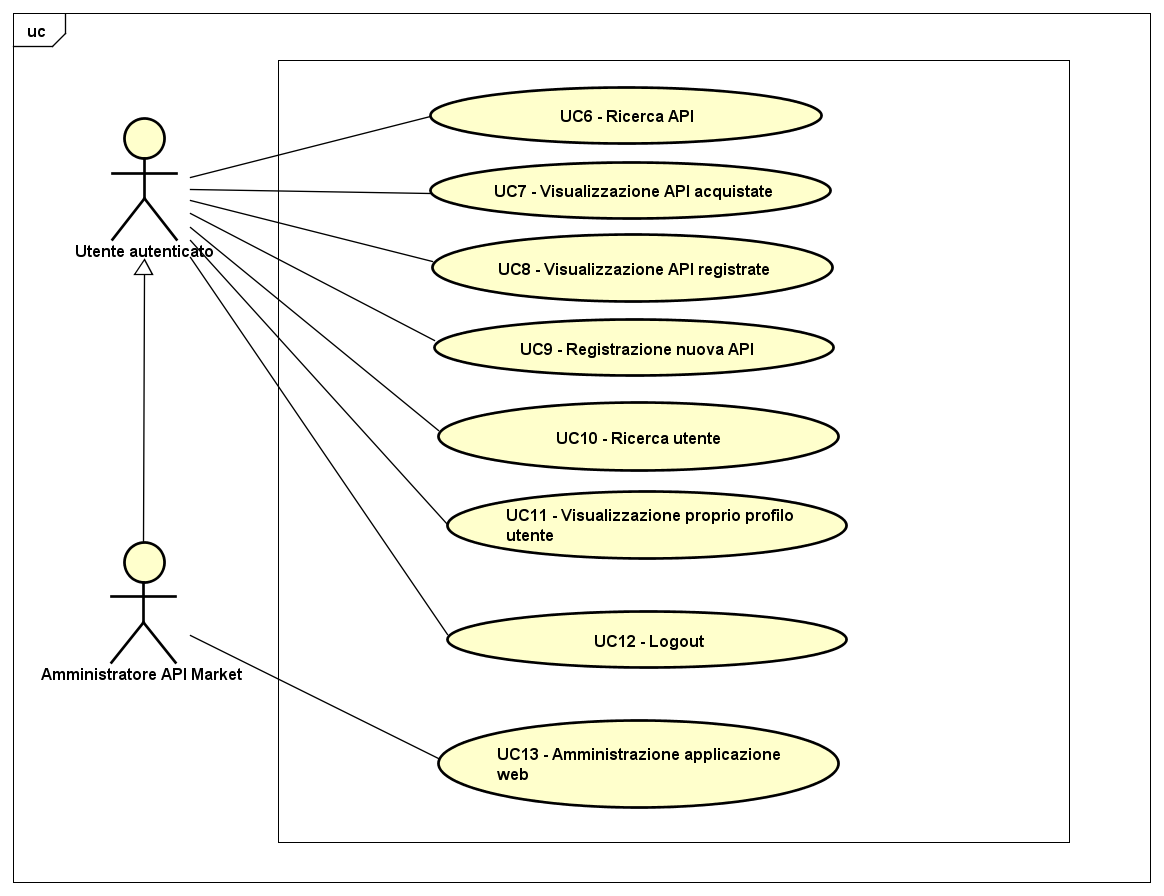 uc
UC6 - Ricerca API
UC7 - Visualizzazione API acquistate
Utente autenticato
UC8 - Visualizzazione API registrate
UC9 - Registrazione nuova API
UC10 - Ricerca utente
UC11 - Visualizzazione proprio profilo
utente
UC12 - Logout
Amministratore API Market
UC13 - Amministrazione applicazione
web